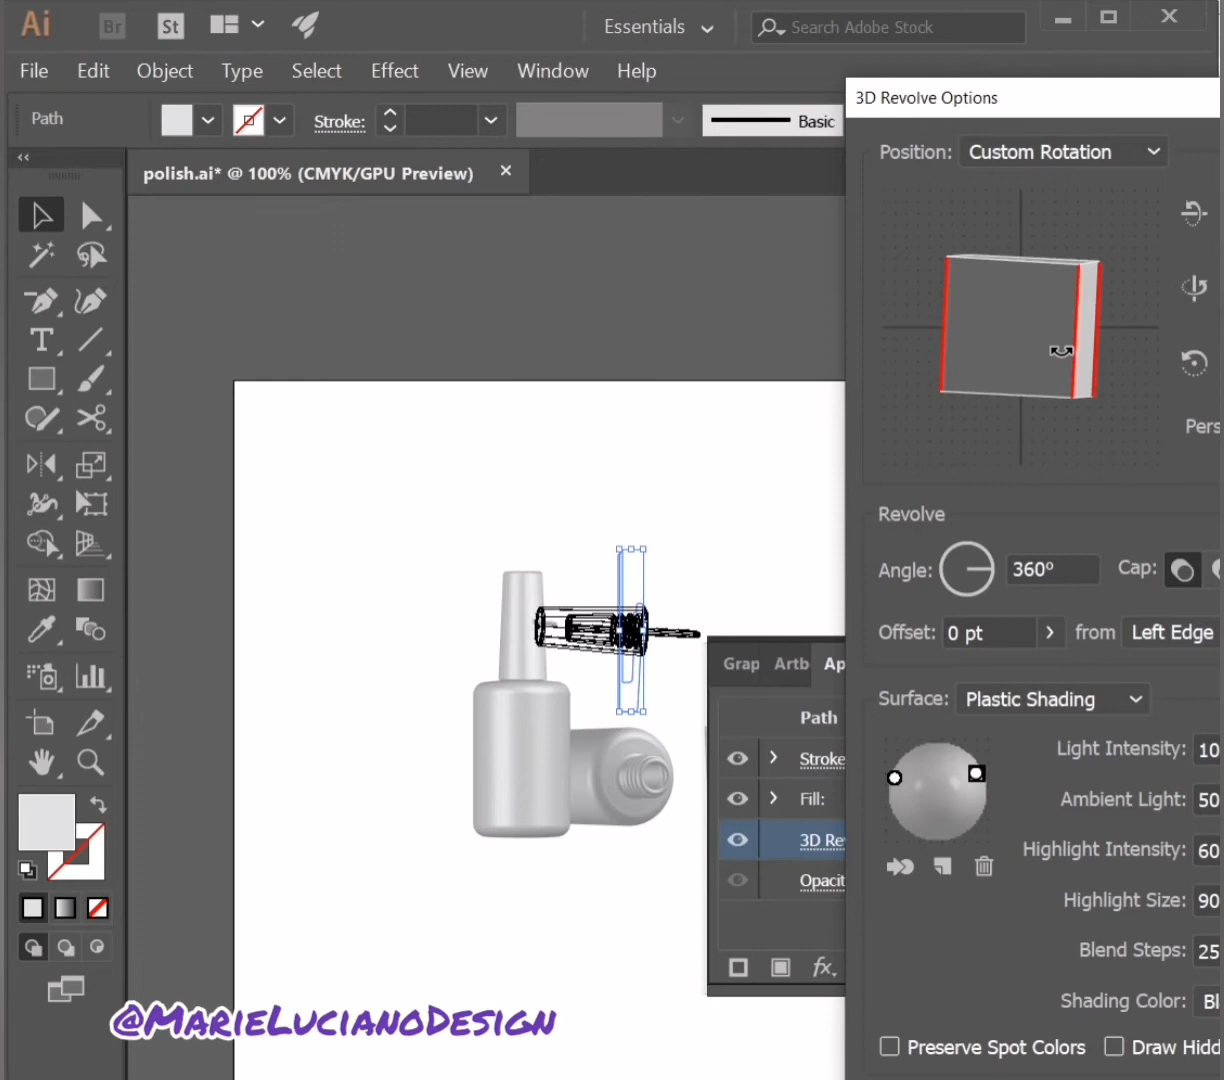 Ai Br St Essentials Search Adobe Stock
File Edit Object Type Select Effect View Window Help
3D Revolve Options
Path Stroke: Basic
Position: Custom Rotation
polish.ai* @ 100% (CMYK/GPU Preview)
Pers
Revolve
Angle: 360° Cap:
Offset: 0 pt from Left Edge
Grap Artb Ap
Surface: Plastic Shading
Path
Stroke
Fill:
3D Re
Opacit
fx
Light Intensity: 10
Ambient Light: 50
Highlight Intensity: 60
Highlight Size: 90
Blend Steps: 25
Shading Color: Bl
Preserve Spot Colors Draw Hidd
@MarieLucianoDesign